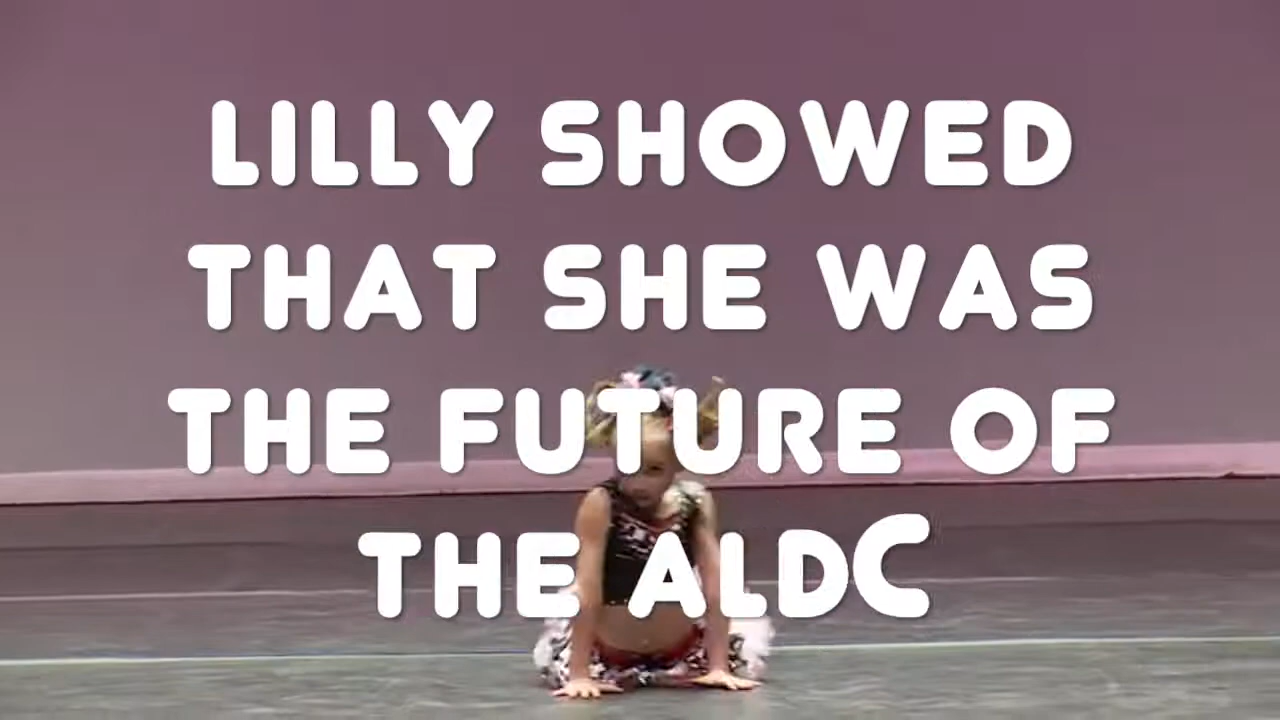 LILLY SHOWED
THAT SHE WAS
THE FUTURE OF
THE ALDC